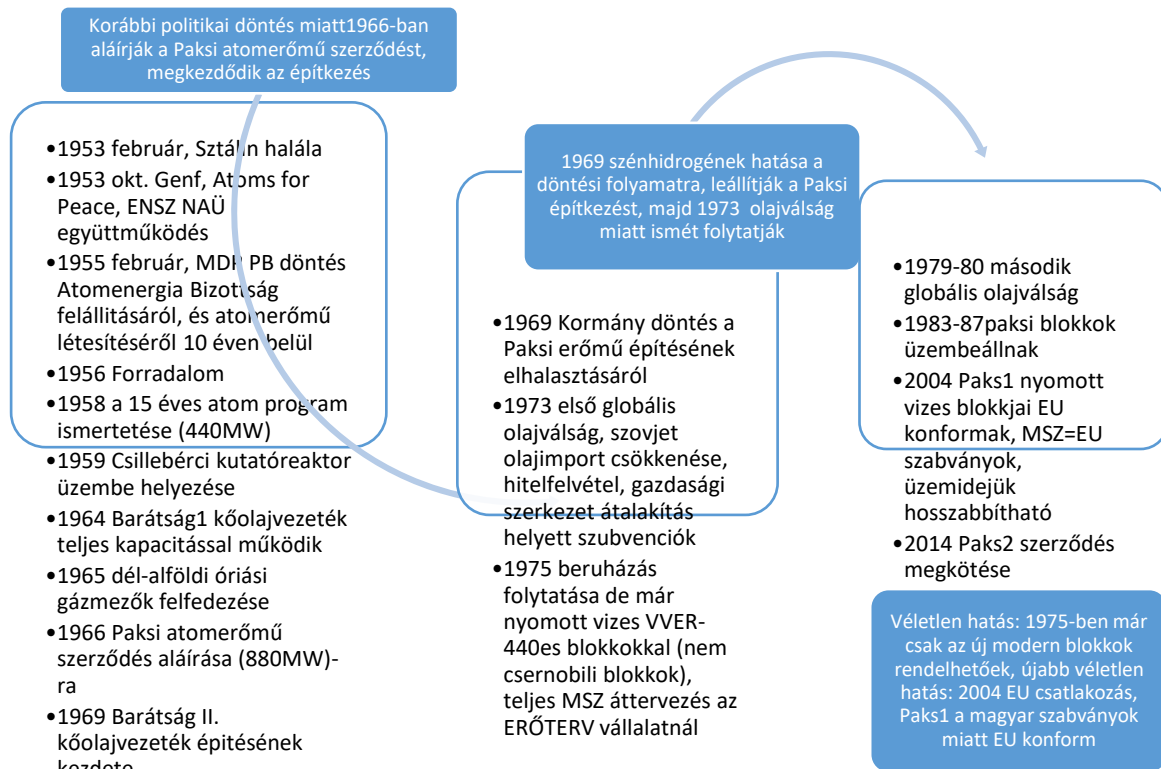 Korábbi politikai döntés miatt1966-ban
aláírják a Paksi atomerőmű szerződést,
megkezdődik az építkezés
•1953 február, Sztálin halála
•1953 okt. Genf, Atoms for
Peace, ENSZ NAÜ
együttműködés
•1955 február, MDP PB döntés
Atomenergia Bizottság
felállitásáról, és atomerőmű
létesítéséről 10 éven belül
•1956 Forradalom
•1958 a 15 éves atom program
ismertetése (440MW)
•1959 Csillebérci kutatóreaktor
üzembe helyezése
•1964 Barátság1 kőolajvezeték
teljes kapacitással működik
•1965 dél-alföldi óriási
gázmezők felfedezése
•1966 Paksi atomerőmű
szerződés aláírása (880MW)-
ra
•1969 Barátság II.
kőolajvezeték épitésének
kezdete
1969 szénhidrogének hatása a
döntési folyamatra, leállítják a Paksi
építkezést, majd 1973 olajválság
miatt ismét folytatják
•1969 Kormány döntés a
Paksi erőmű építésének
elhalasztásáról
•1973 első globális
olajválság, szovjet
olajimport csökkenése,
hitelfelvétel, gazdasági
szerkezet átalakítás
helyett szubvenciók
•1975 beruházás
folytatása de már
nyomott vizes VVER-
440es blokkokkal (nem
csernobili blokkok),
teljes MSZ áttervezés az
ERŐTERV vállalatnál
•1979-80 második
globális olajválság
•1983-87paksi blokkok
üzembeállnak
•2004 Paks1 nyomott
vizes blokkjai EU
konformak, MSZ=EU
szabványok,
üzemidejük
hosszabbítható
•2014 Paks2 szerződés
megkötése
Véletlen hatás: 1975-ben már
csak az új modern blokkok
rendelhetőek, újabb véletlen
hatás: 2004 EU csatlakozás,
Paks1 a magyar szabványok
miatt EU konform